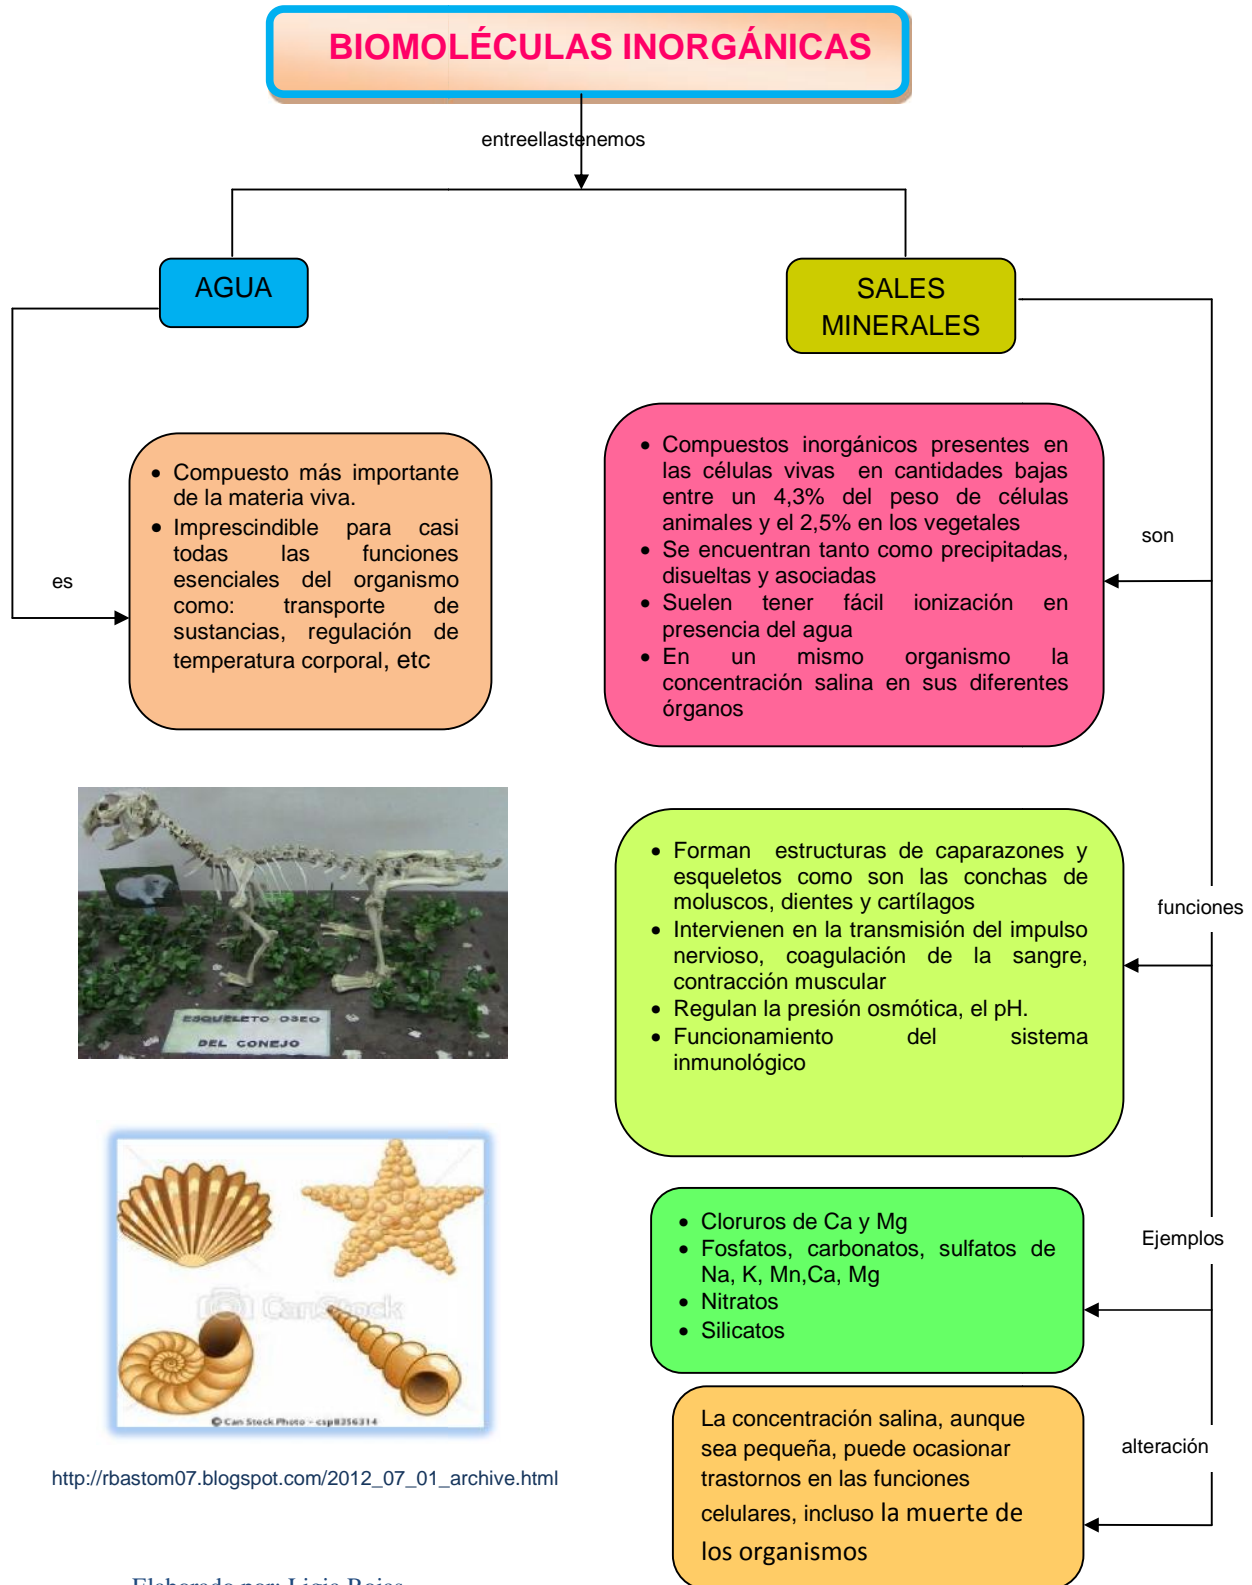 BIOMOLÉCULAS INORGÁNICAS
entreellastenemos
AGUA
SALES
MINERALES
es
• Compuesto más importante
de la materia viva.
• Imprescindible para casi
todas las funciones
esenciales del organismo
como: transporte de
sustancias, regulación de
temperatura corporal, etc
son
• Compuestos inorgánicos presentes en
las células vivas en cantidades bajas
entre un 4,3% del peso de células
animales y el 2,5% en los vegetales
• Se encuentran tanto como precipitadas,
disueltas y asociadas
• Suelen tener fácil ionización en
presencia del agua
• En un mismo organismo la
concentración salina en sus diferentes
órganos
funciones
• Forman estructuras de caparazones y
esqueletos como son las conchas de
moluscos, dientes y cartílagos
• Intervienen en la transmisión del impulso
nervioso, coagulación de la sangre,
contracción muscular
• Regulan la presión osmótica, el pH.
• Funcionamiento del sistema
inmunológico
ESQUELETO OSEO
DEL CONEJO
Ejemplos
• Cloruros de Ca y Mg
• Fosfatos, carbonatos, sulfatos de
Na, K, Mn,Ca, Mg
• Nitratos
• Silicatos
CanStock
© Can Stock Photo - csp8356314
alteración
La concentración salina, aunque
sea pequeña, puede ocasionar
trastornos en las funciones
celulares, incluso la muerte de
los organismos
http://rbastom07.blogspot.com/2012_07_01_archive.html
Elaborado por: Ligia Rojas